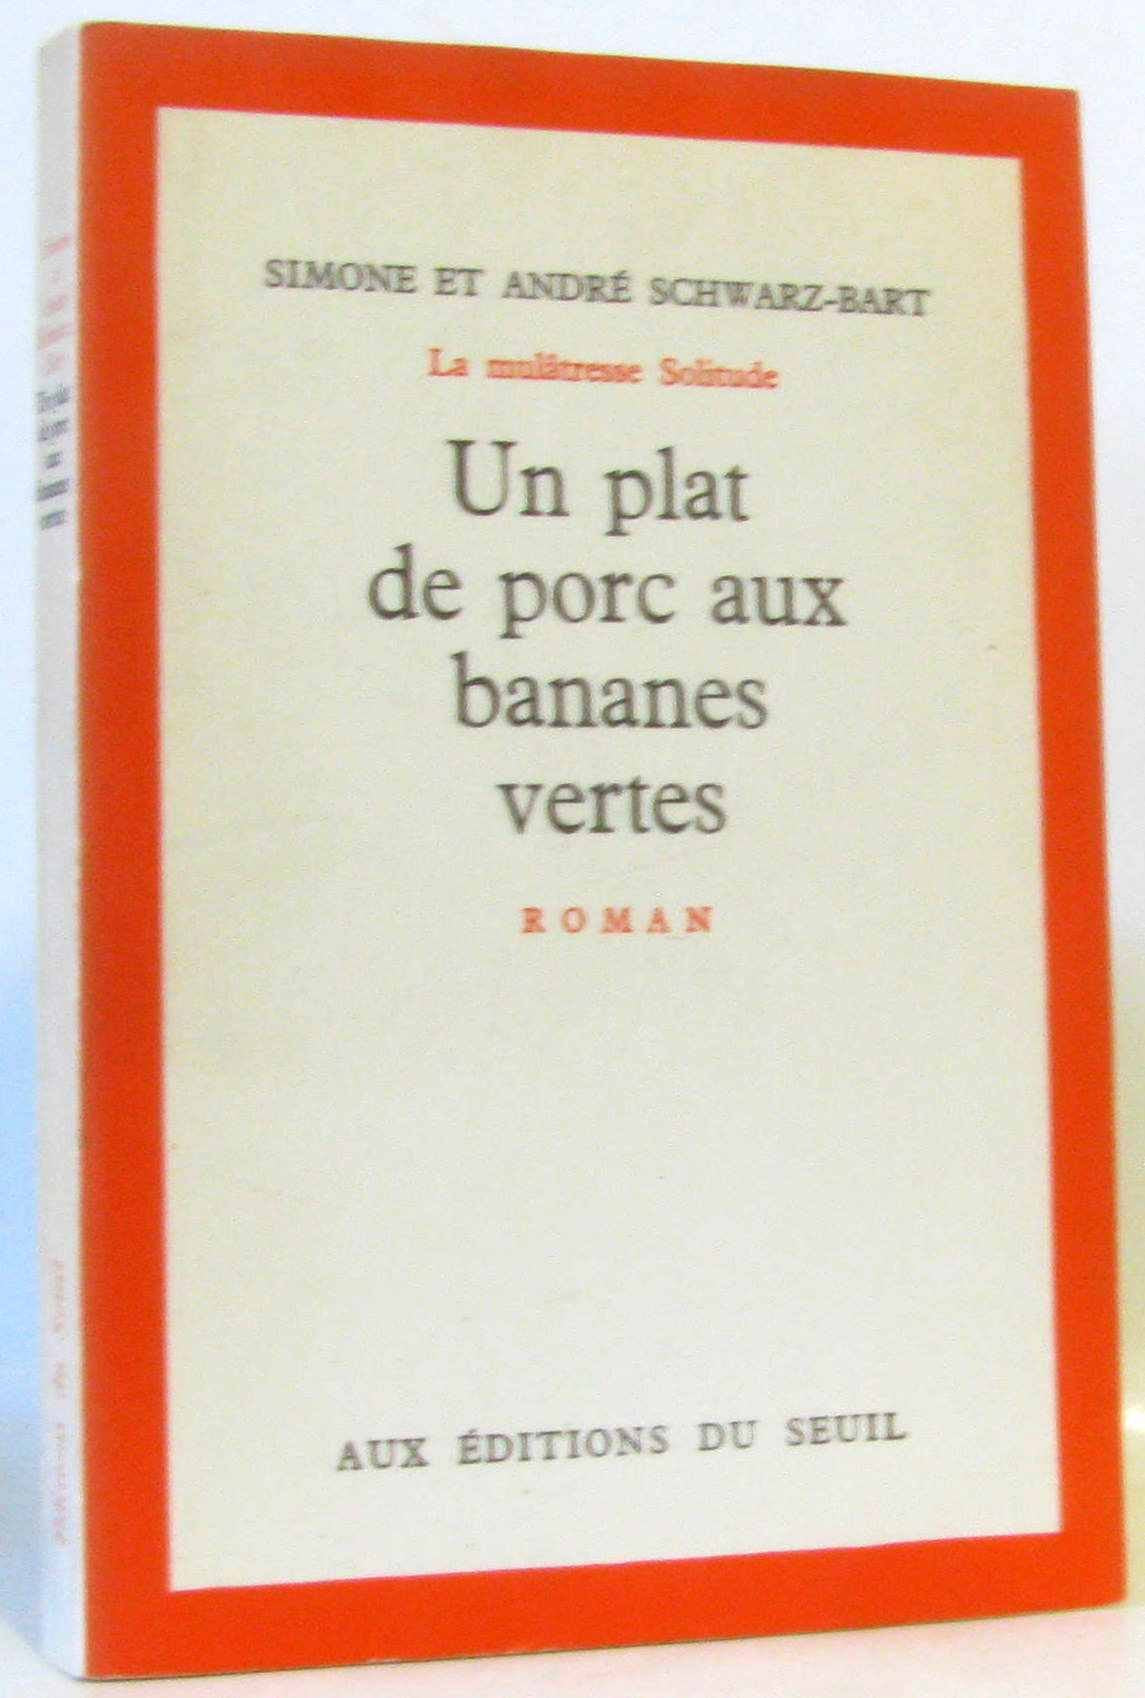 SIMONE ET ANDRÉ SCHWARZ-BART
La mulâtresse Solitude
Un plat
de porc aux
bananes
vertes
ROMAN
AUX ÉDITIONS DU SEUIL